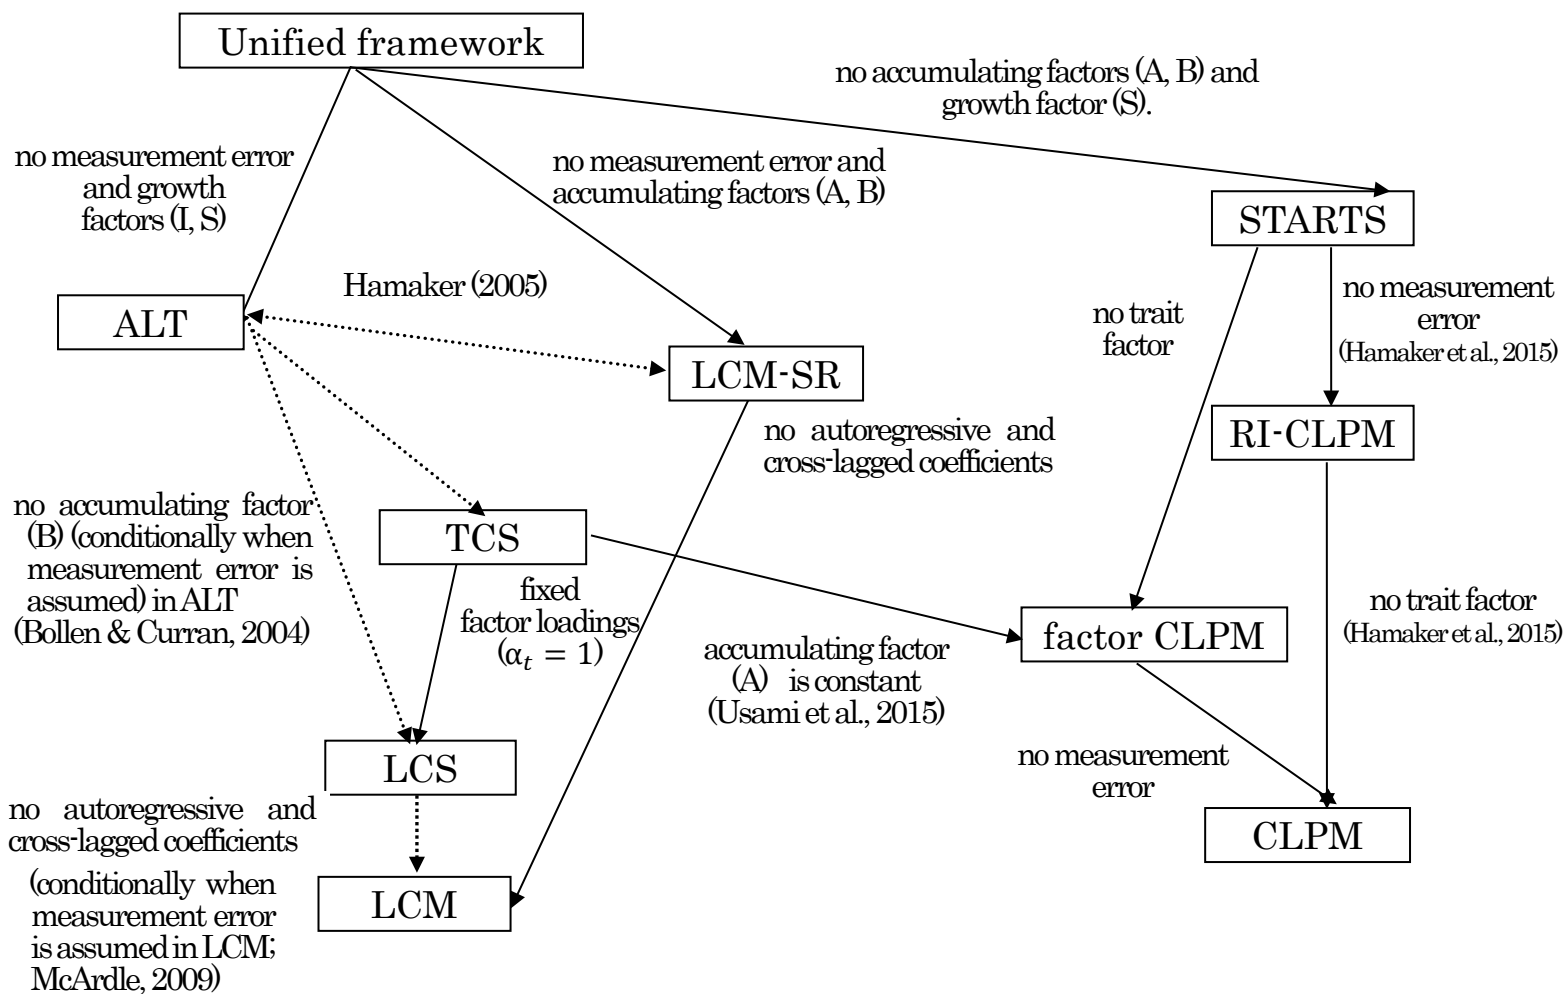 Unified framework
no accumulating factors (A, B) and
growth factor (S).
no measurement error
and growth
factors (I, S)
no measurement error and
accumulating factors (A, B)
STARTS
Hamaker (2005)
ALT
no trait
factor
no measurement
error
(Hamaker et al., 2015)
LCM-SR
no autoregressive and
cross-lagged coefficients
RI-CLPM
no accumulating factor
(B) (conditionally when
measurement error is
assumed) in ALT
(Bollen & Curran, 2004)
TCS
fixed
factor loadings
(α_t = 1)
accumulating factor
(A) is constant
(Usami et al., 2015)
factor CLPM
no trait factor
(Hamaker et al., 2015)
no measurement
error
LCS
CLPM
no autoregressive and
cross-lagged coefficients
(conditionally when
measurement error
is assumed in LCM;
McArdle, 2009)
LCM